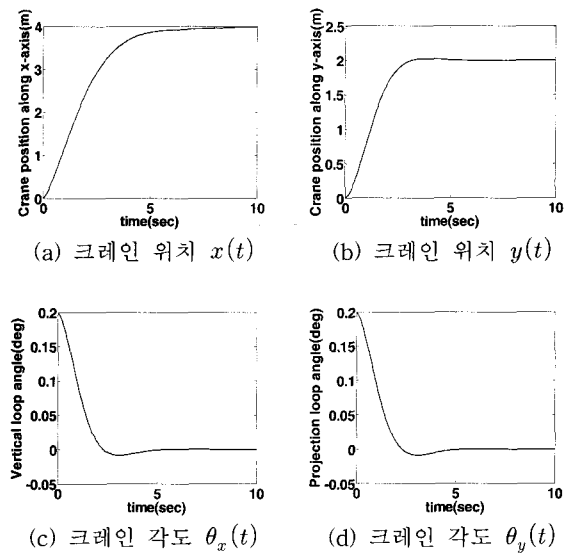 Crane position along x-axis(m)
4
3
2
1
0
0
5
10
time(sec)
(a) 크레인 위치 x(t)
Crane position along y-axis(m)
2.5
2
1.5
1
0.5
0
0
5
10
time(sec)
(b) 크레인 위치 y(t)
Vertical loop angle(deg)
0.2
0.15
0.1
0.05
0
-0.05
0
5
10
time(sec)
(c) 크레인 각도 θ_x(t)
Projection loop angle(deg)
0.2
0.15
0.1
0.05
0
-0.05
0
5
10
time(sec)
(d) 크레인 각도 θ_y(t)